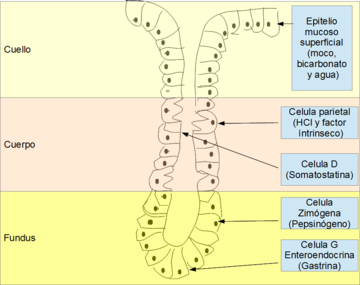 Cuello
Epitelio
mucoso
superficial
(moco,
bicarbonato
y agua)
Cuerpo
Celula parietal
(HCl y factor
Intrinseco)
Celula D
(Somatostatina)
Fundus
Celula
Zimógena
(Pepsinógeno)
Celula G
Enteroendocrina
(Gastrina)